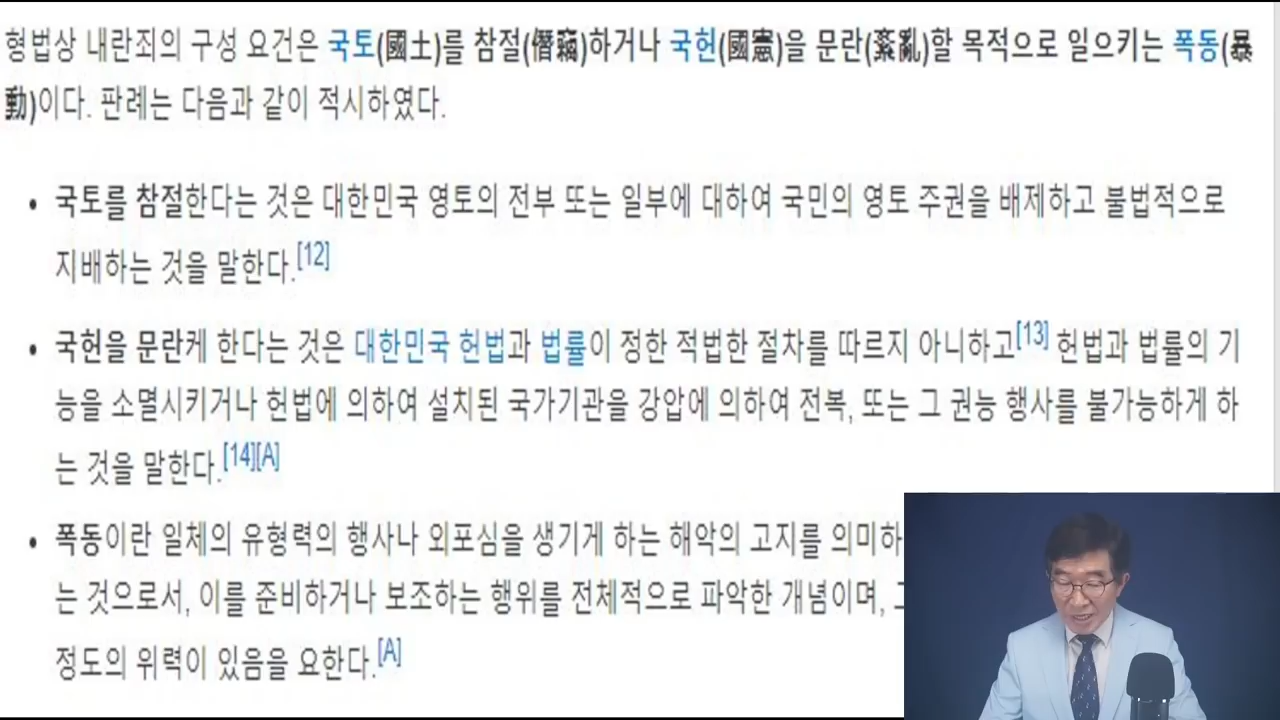 형법상 내란죄의 구성 요건은 국토(國土)를 참절(僭竊)하거나 국헌(國憲)을 문란(紊亂)할 목적으로 일으키는 폭동(暴
動)이다. 판례는 다음과 같이 적시하였다.
• 국토를 참절한다는 것은 대한민국 영토의 전부 또는 일부에 대하여 국민의 영토 주권을 배제하고 불법적으로
지배하는 것을 말한다.[12]
• 국헌을 문란케 한다는 것은 대한민국 헌법과 법률이 정한 적법한 절차를 따르지 아니하고[13] 헌법과 법률의 기
능을 소멸시키거나 헌법에 의하여 설치된 국가기관을 강압에 의하여 전복, 또는 그 권능 행사를 불가능하게 하
는 것을 말한다.[14][A]
• 폭동이란 일체의 유형력의 행사나 외포심을 생기게 하는 해악의 고지를 의미하
는 것으로서, 이를 준비하거나 보조하는 행위를 전체적으로 파악한 개념이며,
정도의 위력이 있음을 요한다.[A]